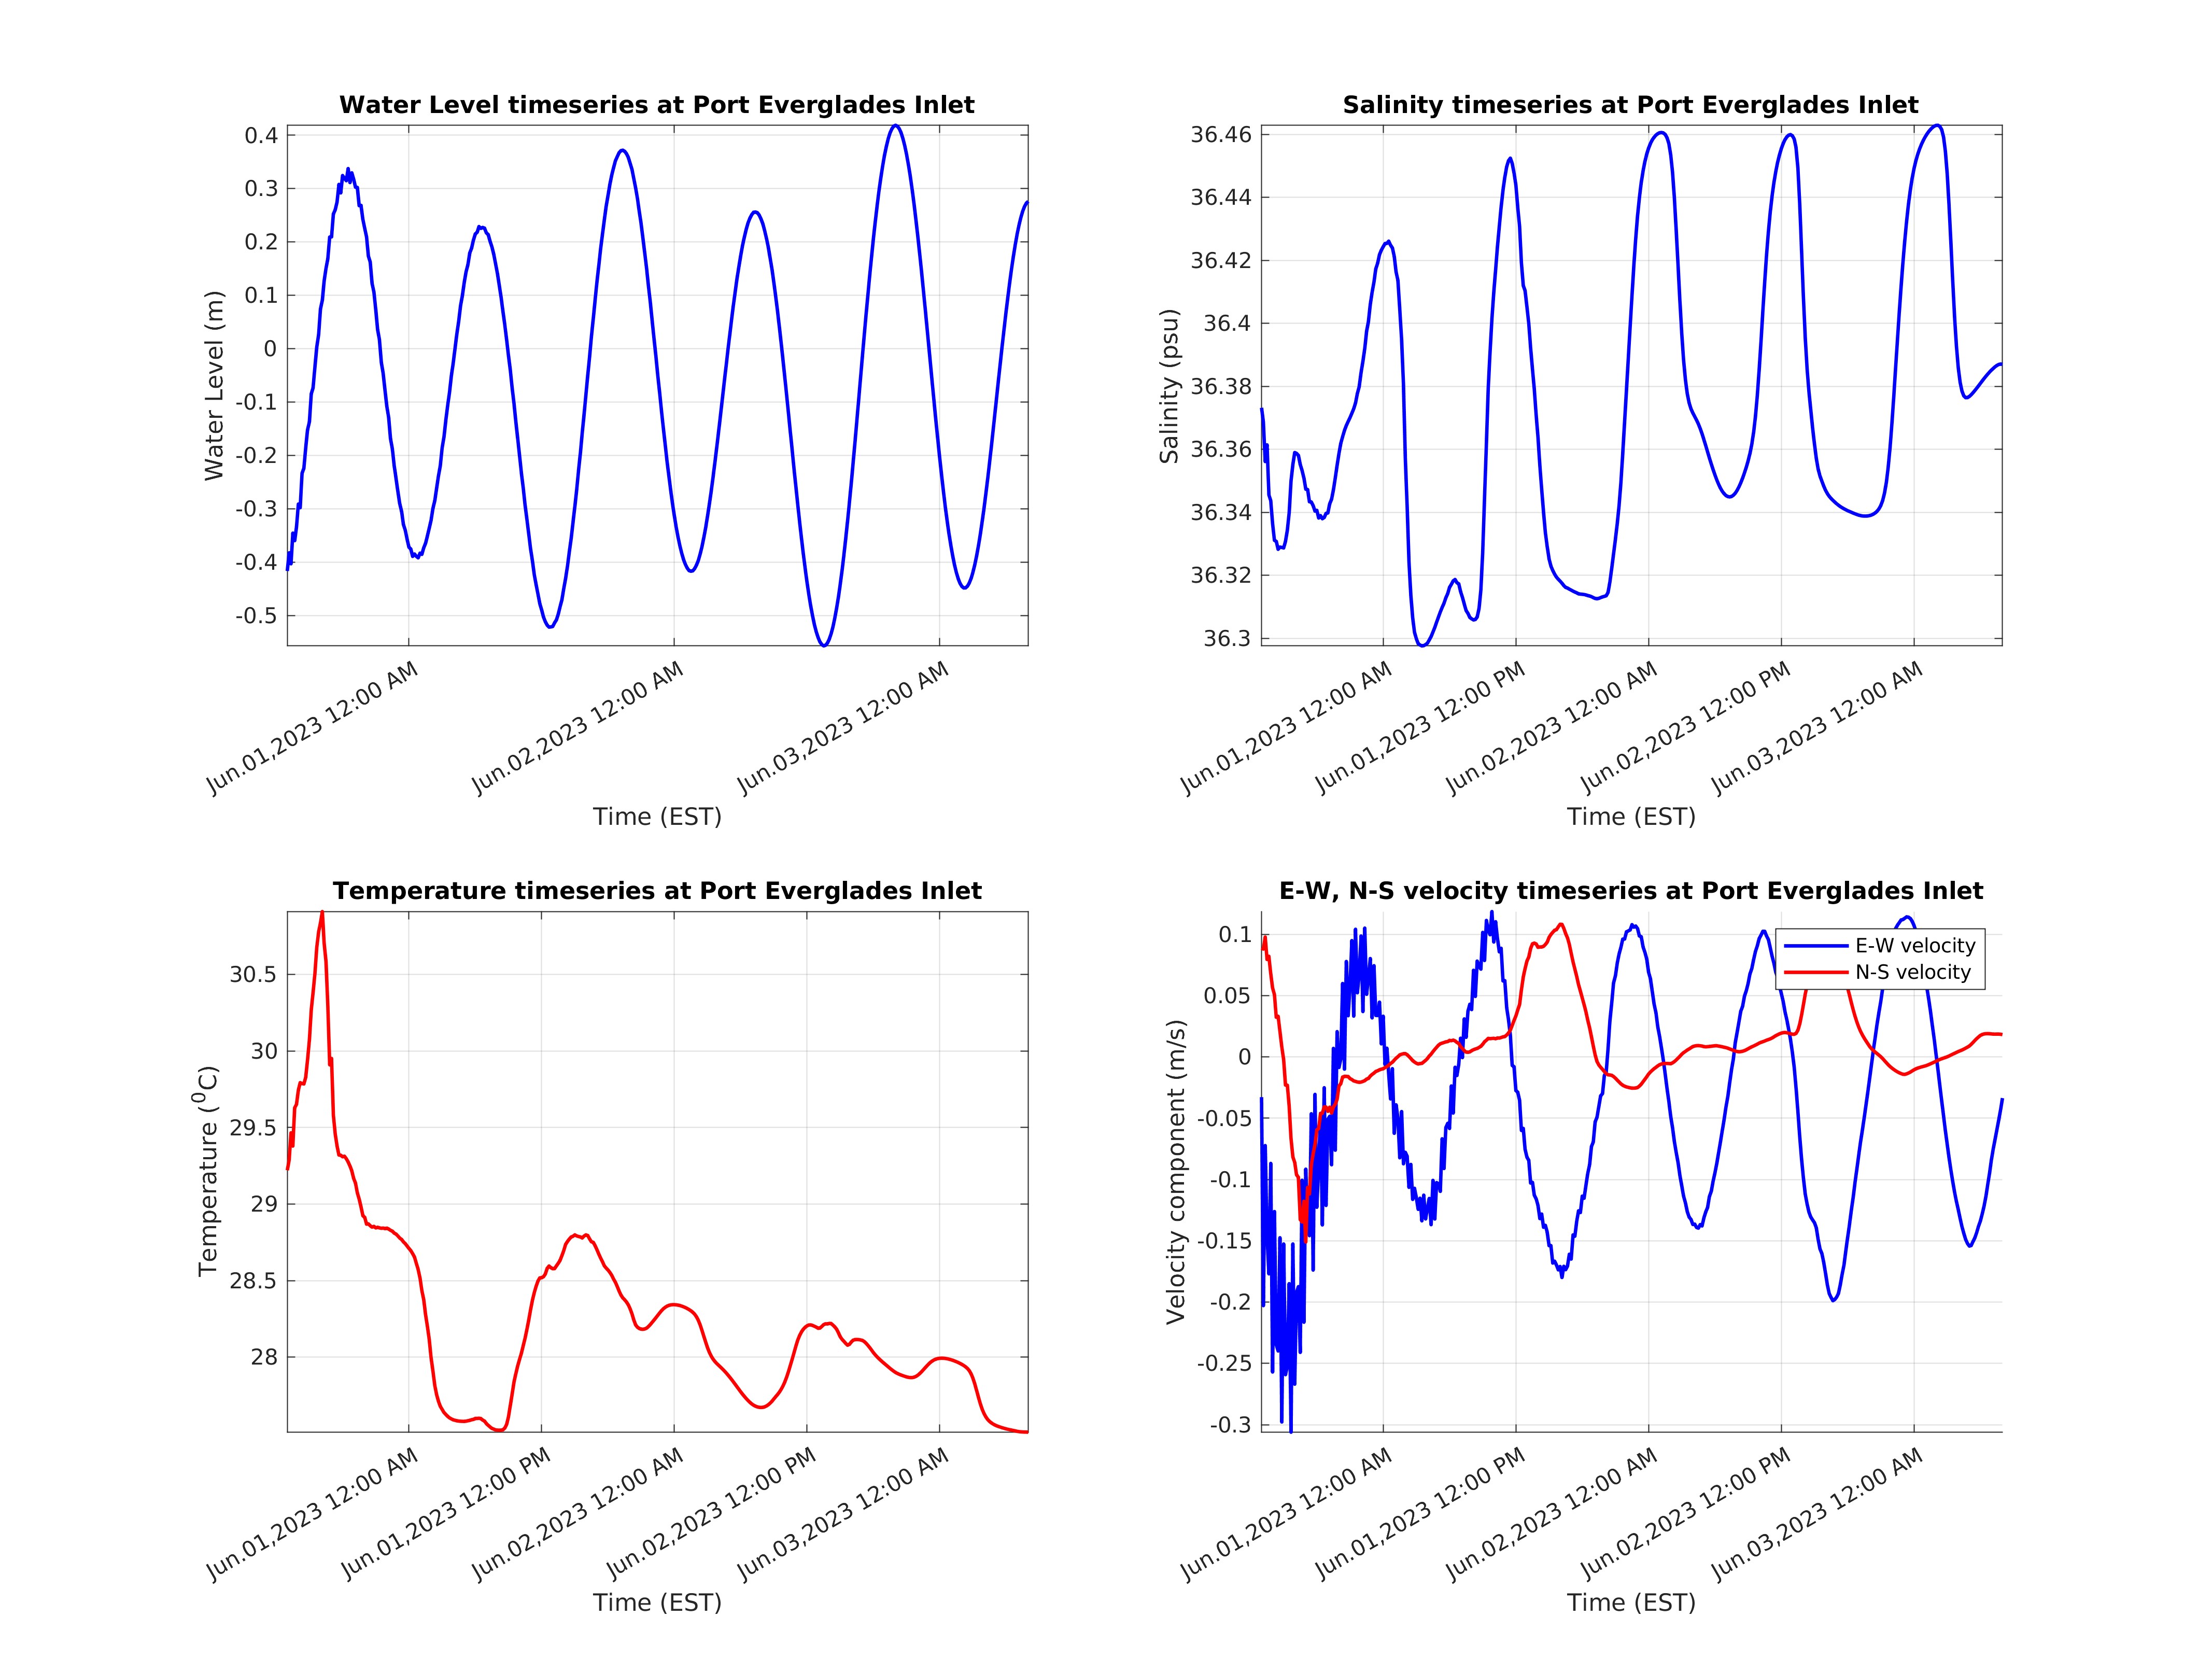 Water Level timeseries at Port Everglades Inlet
Water Level (m)
0.4
0.3
0.2
0.1
0
-0.1
-0.2
-0.3
-0.4
-0.5
Jun.01,2023 12:00 AM
Jun.02,2023 12:00 AM
Jun.03,2023 12:00 AM
Time (EST)
Salinity timeseries at Port Everglades Inlet
Salinity (psu)
36.46
36.44
36.42
36.4
36.38
36.36
36.34
36.32
36.3
Jun.01,2023 12:00 AM
Jun.01,2023 12:00 PM
Jun.02,2023 12:00 AM
Jun.02,2023 12:00 PM
Jun.03,2023 12:00 AM
Time (EST)
Temperature timeseries at Port Everglades Inlet
Temperature (⁰C)
30.5
30
29.5
29
28.5
28
Jun.01,2023 12:00 AM
Jun.01,2023 12:00 PM
Jun.02,2023 12:00 AM
Jun.02,2023 12:00 PM
Jun.03,2023 12:00 AM
Time (EST)
E-W, N-S velocity timeseries at Port Everglades Inlet
Velocity component (m/s)
0.1
0.05
0
-0.05
-0.1
-0.15
-0.2
-0.25
-0.3
E-W velocity
N-S velocity
Jun.01,2023 12:00 AM
Jun.01,2023 12:00 PM
Jun.02,2023 12:00 AM
Jun.02,2023 12:00 PM
Jun.03,2023 12:00 AM
Time (EST)